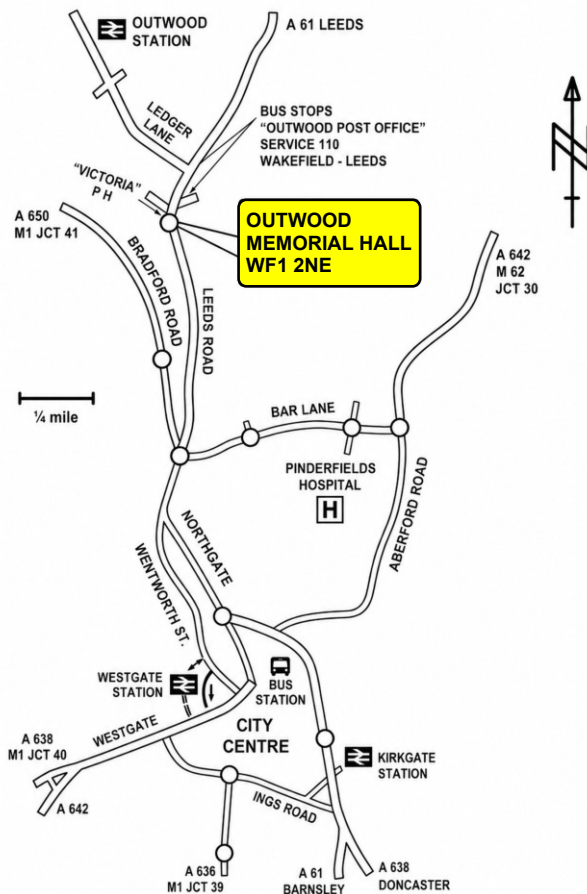 OUTWOOD
STATION
A 61 LEEDS
LEDGER
LANE
BUS STOPS
“OUTWOOD POST OFFICE”
SERVICE 110
WAKEFIELD - LEEDS
“VICTORIA”
P H
A 650
M1 JCT 41
OUTWOOD
MEMORIAL HALL
WF1 2NE
A 642
M 62
JCT 30
N
BRADFORD ROAD
LEEDS ROAD
¼ mile
BAR LANE
PINDERFIELDS
HOSPITAL
H
ABERFORD ROAD
NORTHGATE
WENTWORTH ST.
WESTGATE
STATION
BUS
STATION
WESTGATE
CITY
CENTRE
A 638
M1 JCT 40
KIRKGATE
STATION
A 642
INGS ROAD
A 636
M1 JCT 39
A 61
BARNSLEY
A 638
DONCASTER